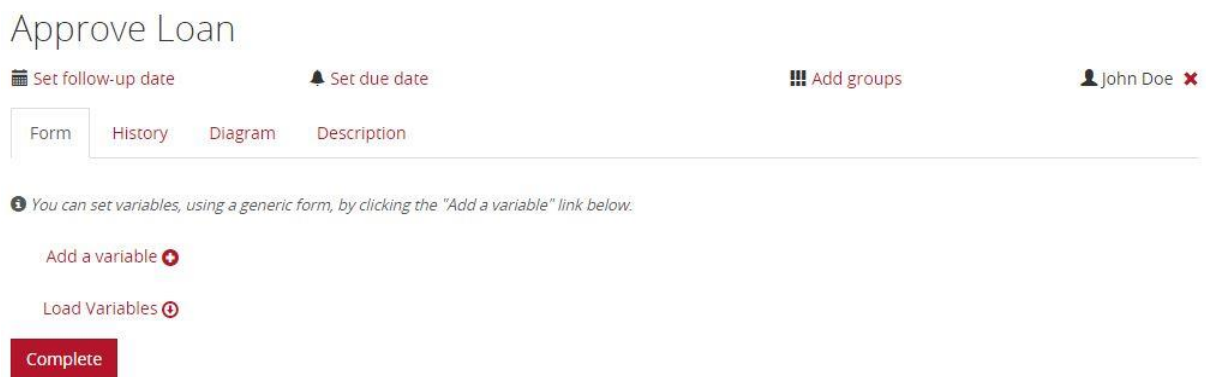 Approve Loan
Set follow-up date Set due date Add groups John Doe
Form History Diagram Description
You can set variables, using a generic form, by clicking the "Add a variable" link below.
Add a variable
Load Variables
Complete